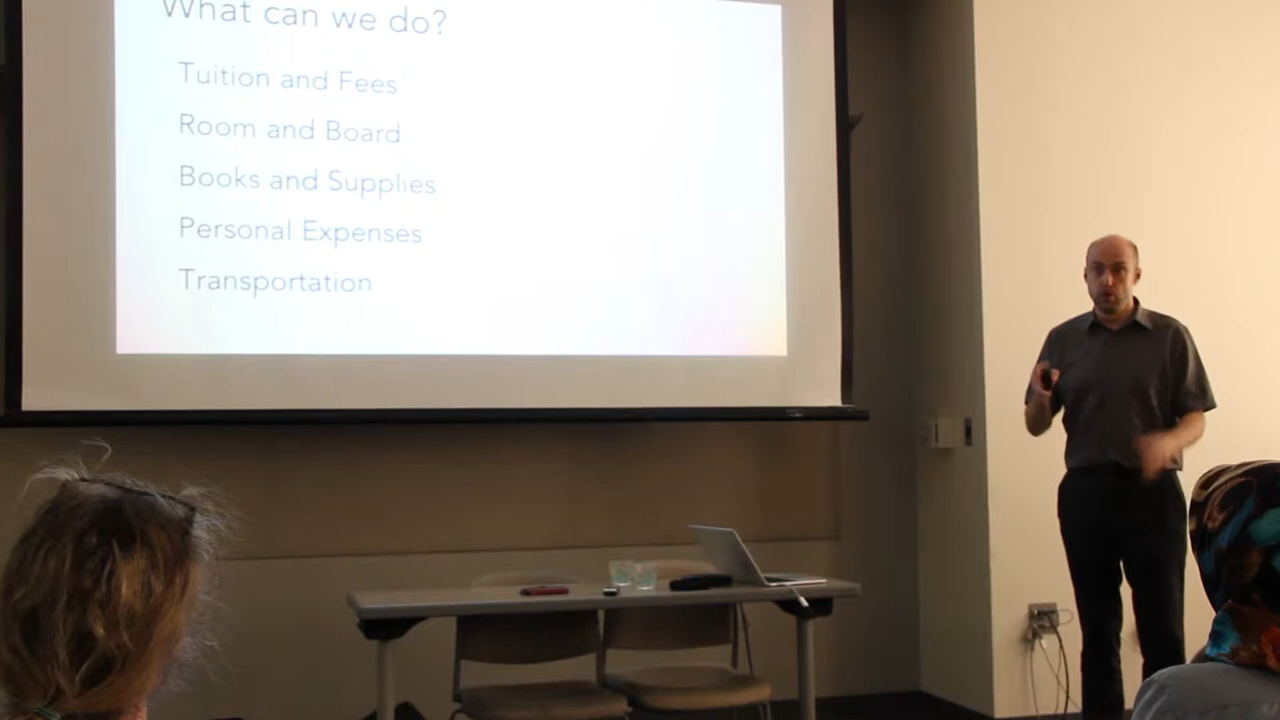 What can we do?
Tuition and Fees
Room and Board
Books and Supplies
Personal Expenses
Transportation